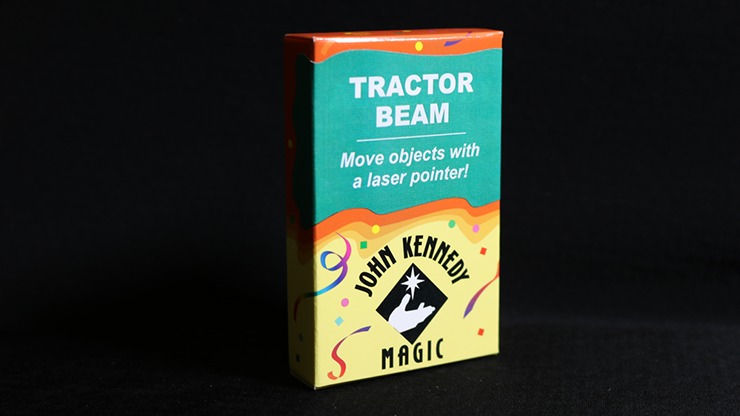 TRACTOR
BEAM
Move objects with
a laser pointer!
JOHN KENNEDY
MAGIC